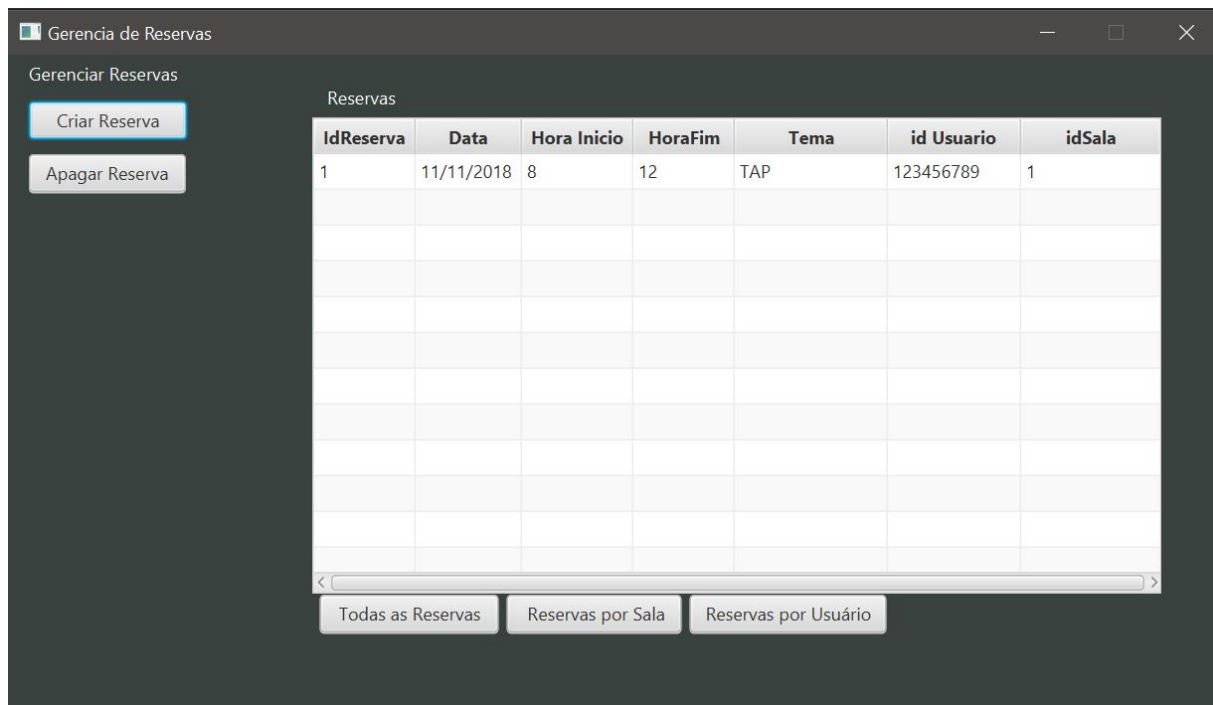 Gerencia de Reservas
Gerenciar Reservas
Criar Reserva
Apagar Reserva
Reservas
IdReserva Data Hora Inicio HoraFim Tema id Usuario idSala
1 11/11/2018 8 12 TAP 123456789 1
Todas as Reservas Reservas por Sala Reservas por Usuário